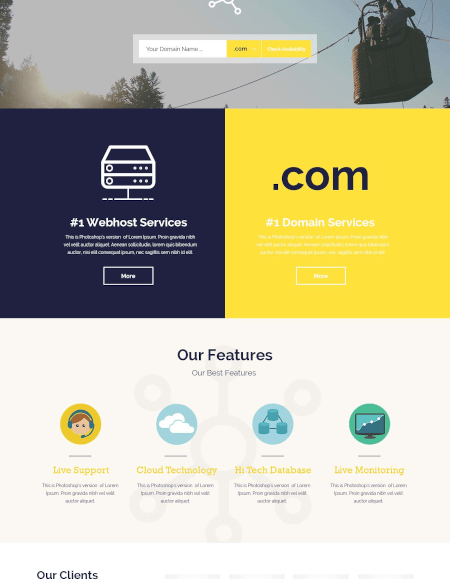 Your Domain Name ...
.com
Check Availability
.com
#1 Webhost Services
This is Photoshop's version of Lorem Ipsum. Proin gravida nibh
vel velit auctor aliquet. Aenean sollicitudin, lorem quis bibendum
auctor, nisi elit consequat ipsum, nec sagittis sem nibh id elit.
More
#1 Domain Services
This is Photoshop's version of Lorem Ipsum. Proin gravida nibh
vel velit auctor aliquet. Aenean sollicitudin, lorem quis bibendum
auctor, nisi elit consequat ipsum, nec sagittis sem nibh id elit.
More
Our Features
Our Best Features
Live Support
This is Photoshop's version of Lorem
Ipsum. Proin gravida nibh vel velit
auctor aliquet.
Cloud Technology
This is Photoshop's version of Lorem
Ipsum. Proin gravida nibh vel velit
auctor aliquet.
Hi Tech Database
This is Photoshop's version of Lorem
Ipsum. Proin gravida nibh vel velit
auctor aliquet.
Live Monitoring
This is Photoshop's version of Lorem
Ipsum. Proin gravida nibh vel velit
auctor aliquet.
Our Clients